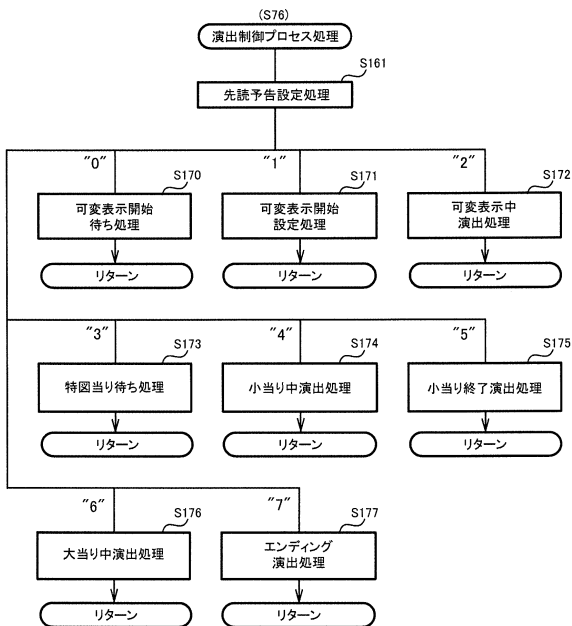 (S76)
演出制御プロセス処理
S161
先読予告設定処理
"0"
"1"
"2"
S170
S171
S172
可変表示開始
待ち処理
可変表示開始
設定処理
可変表示中
演出処理
リターン
リターン
リターン
"3"
"4"
"5"
S173
S174
S175
特図当り待ち処理
小当り中演出処理
小当り終了演出処理
リターン
リターン
リターン
"6"
"7"
S176
S177
大当り中演出処理
エンディング
演出処理
リターン
リターン